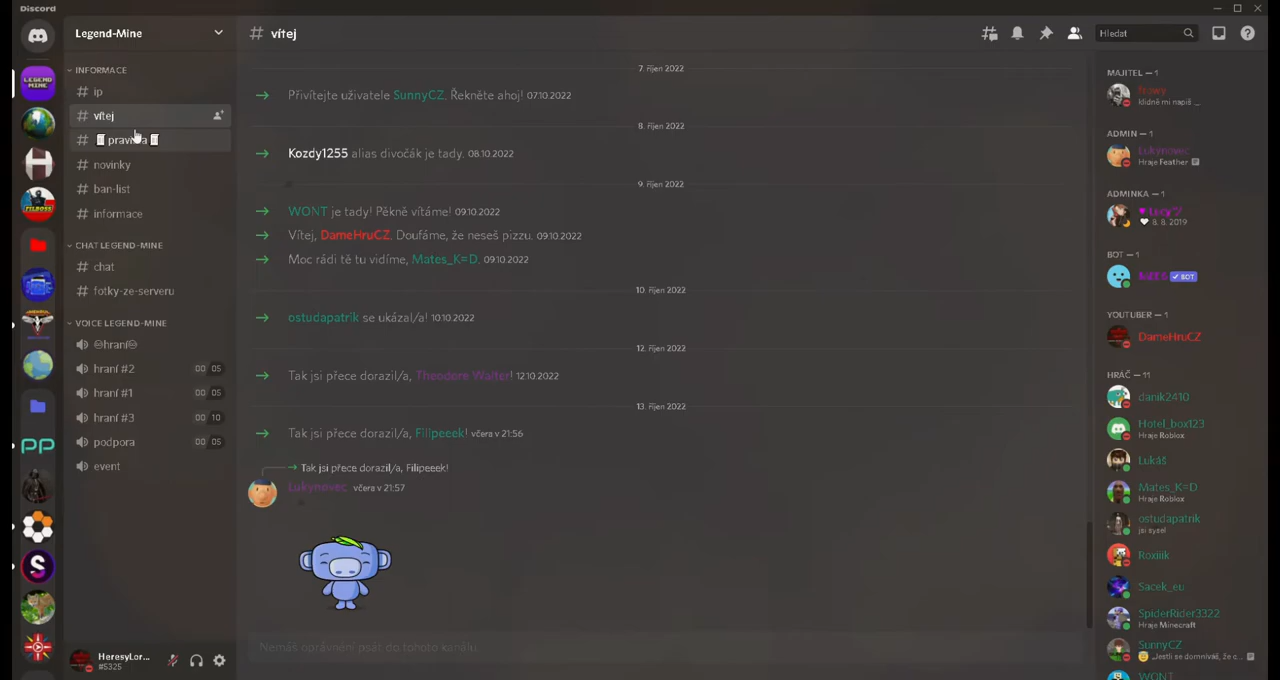 Discord
Legend-Mine
INFORMACE
# ip
# vítej
novinky
ban-list
informace
CHAT LEGEND-MINE
chat
fotky-ze-serveru
VOICE LEGEND-MINE
hraní
hraní #2 00 05
hraní #1 00 05
hraní #3 00 10
podpora 00 05
event
HeresyLor...
#5325
LEGEND
MINE
# vítej
Hledat
7. říjen 2022
Přivítejte uživatele SunnyCZ. Řekněte ahoj! 07.10.2022
8. říjen 2022
Kozdy1255 alias divočák je tady. 08.10.2022
9. říjen 2022
WONT je tady! Pěkně vítáme! 09.10.2022
Vítej, DameHruCZ. Doufáme, že neseš pizzu. 09.10.2022
Moc rádi tě tu vidíme, Mates_K=D. 09.10.2022
10. říjen 2022
ostudapatrik se ukázal/a! 10.10.2022
12. říjen 2022
Tak jsi přece dorazil/a, Theodore Walter! 12.10.2022
13. říjen 2022
Tak jsi přece dorazil/a, Filipeeek! včera v 21:56
Tak jsi přece dorazil/a, Filipeeek!
Lukynovec včera v 21:57
Nemáš oprávnění psát do tohoto kanálu.
MAJITEL — 1
klidně mi napiš ...
ADMIN — 1
Lukynovec
Hraje Feather
ADMINKA — 1
8. 8. 2019
BOT — 1
BOT
YOUTUBER — 1
DameHruCZ
HRÁČ — 11
danik2410
Hotel_box123
Hraje Roblox
Lukáš
Mates_K=D
Hraje Roblox
ostudapatrik
jsi sysel
Roxiiik
Sacek_eu
SpiderRider3322
Hraje Minecraft
SunnyCZ
„Jestli se domníváš, že c...
WONT